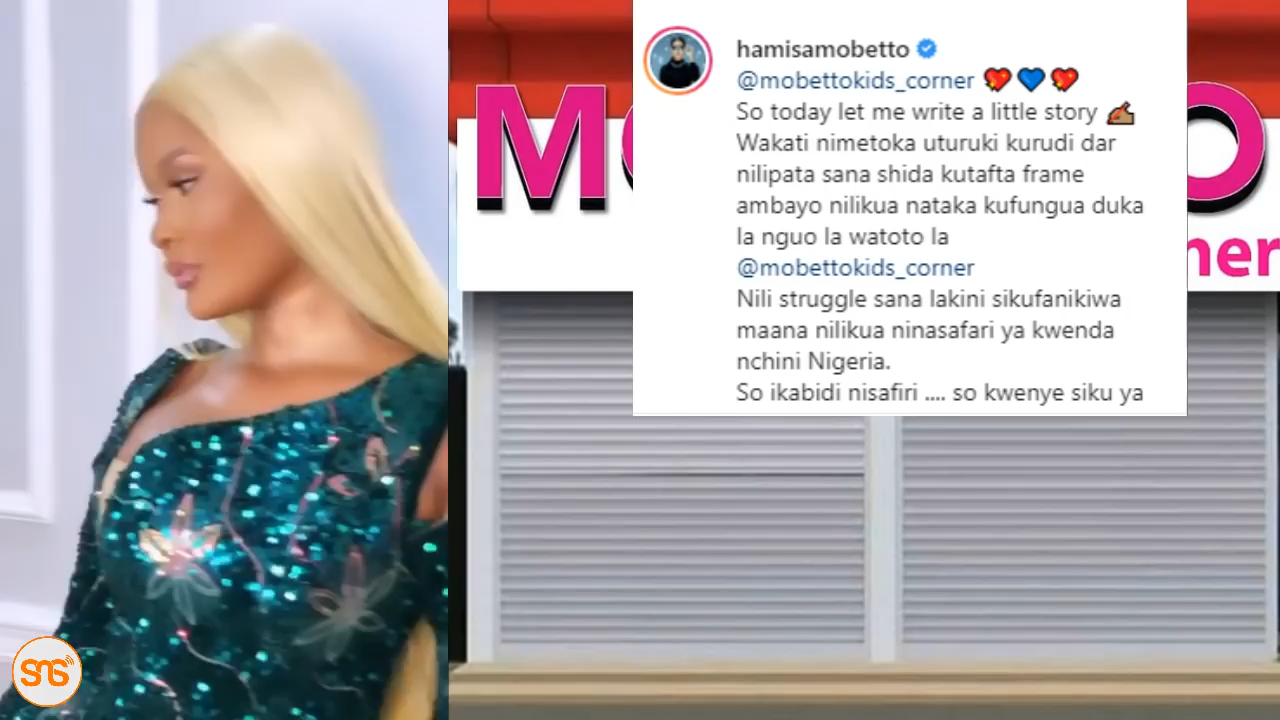 hamisamobetto
@mobettokids_corner 💖💙💖
So today let me write a little story ✍🏽
Wakati nimetoka uturuki kurudi dar
nilipata sana shida kutafta frame
ambayo nilikua nataka kufungua duka
la nguo la watoto la
@mobettokids_corner
Nili struggle sana lakini sikufanikiwa
maana nilikua ninasafari ya kwenda
nchini Nigeria.
So ikabidi nisafiri .... so kwenye siku ya
M
O
ner
SnS